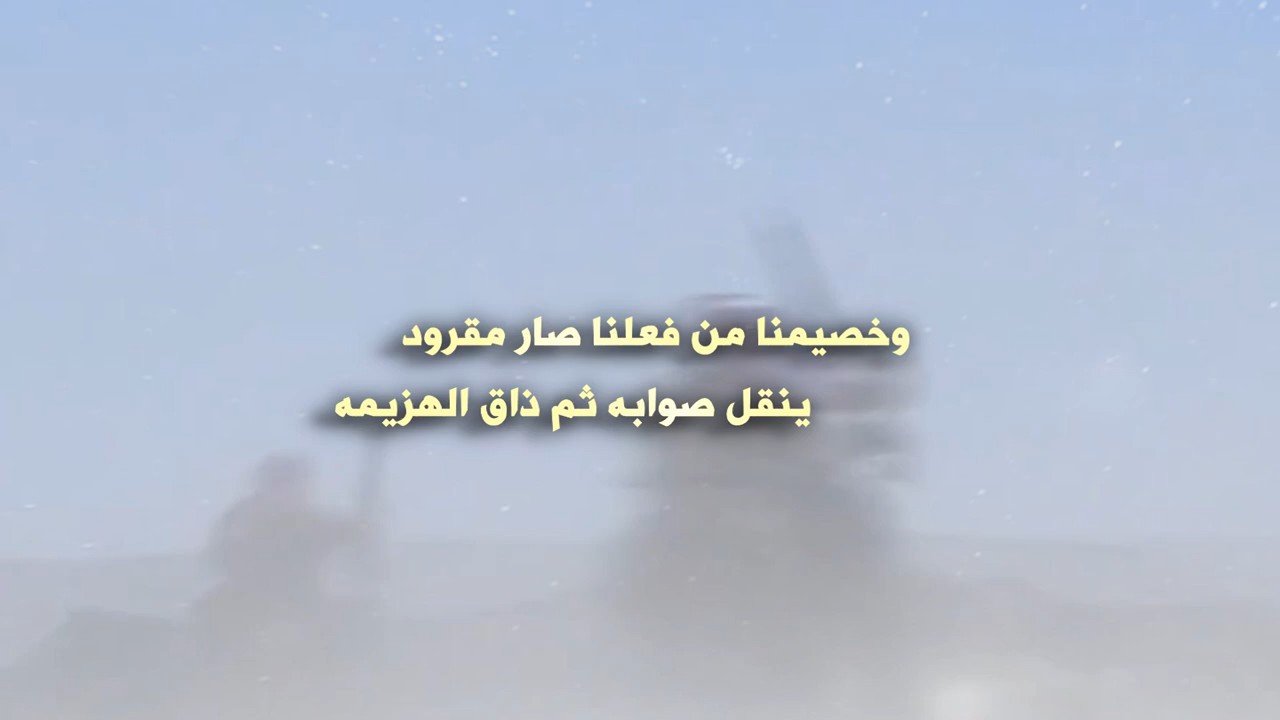 وخصيمنا من فعلنا صار مقرود
ينقل صوابه ثم ذاق الهزيمه